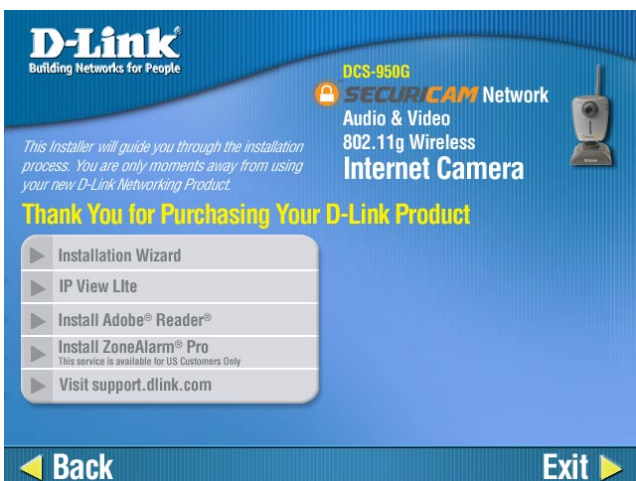 D-Link®
Building Networks for People
DCS-950G
SECURICAM Network
Audio & Video
802.11g Wireless
Internet Camera
This Installer will guide you through the installation
process. You are only moments away from using
your new D-Link Networking Product.
Thank You for Purchasing Your D-Link Product
Installation Wizard
IP View LIte
Install Adobe® Reader®
Install ZoneAlarm® Pro
This service is available for US Customers Only
Visit support.dlink.com
Back
Exit